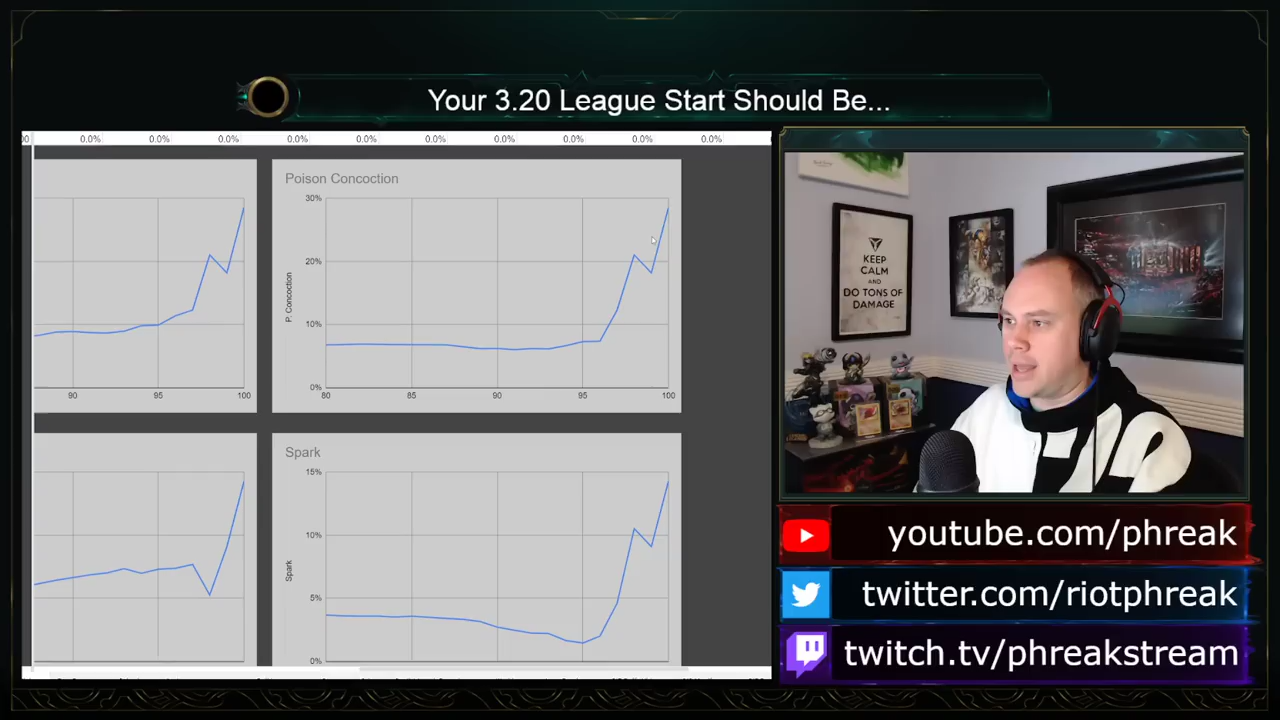 Your 3.20 League Start Should Be...
0.0% 0.0% 0.0% 0.0% 0.0% 0.0% 0.0% 0.0% 0.0% 0.0%
90 95 100
Poison Concoction
30%
20%
10%
0%
P. Concoction
80 85 90 95 100
Spark
15%
10%
5%
0%
Spark
KEEP
CALM
AND
DO TONS OF
DAMAGE
youtube.com/phreak
twitter.com/riotphreak
twitch.tv/phreakstream